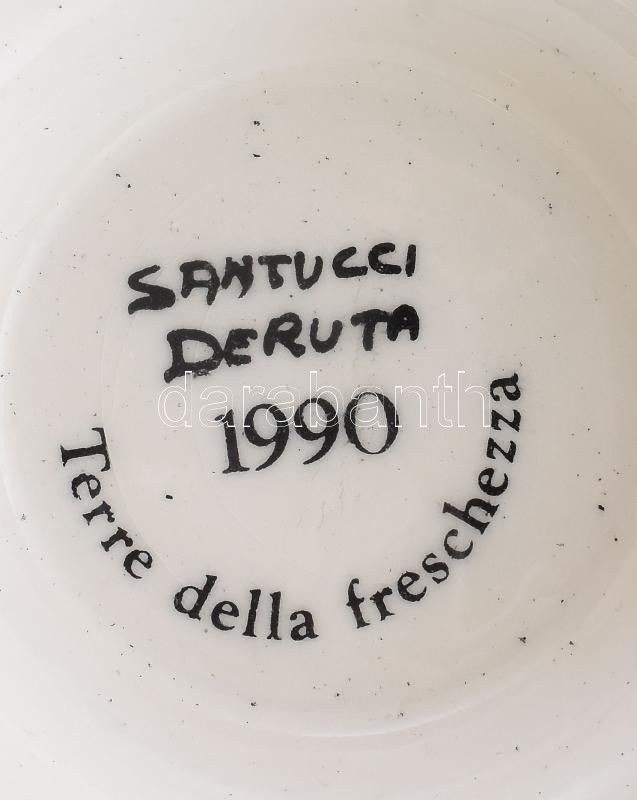 SANTUCCI
DERUTA
1990
Terre della freschezza
darabanth